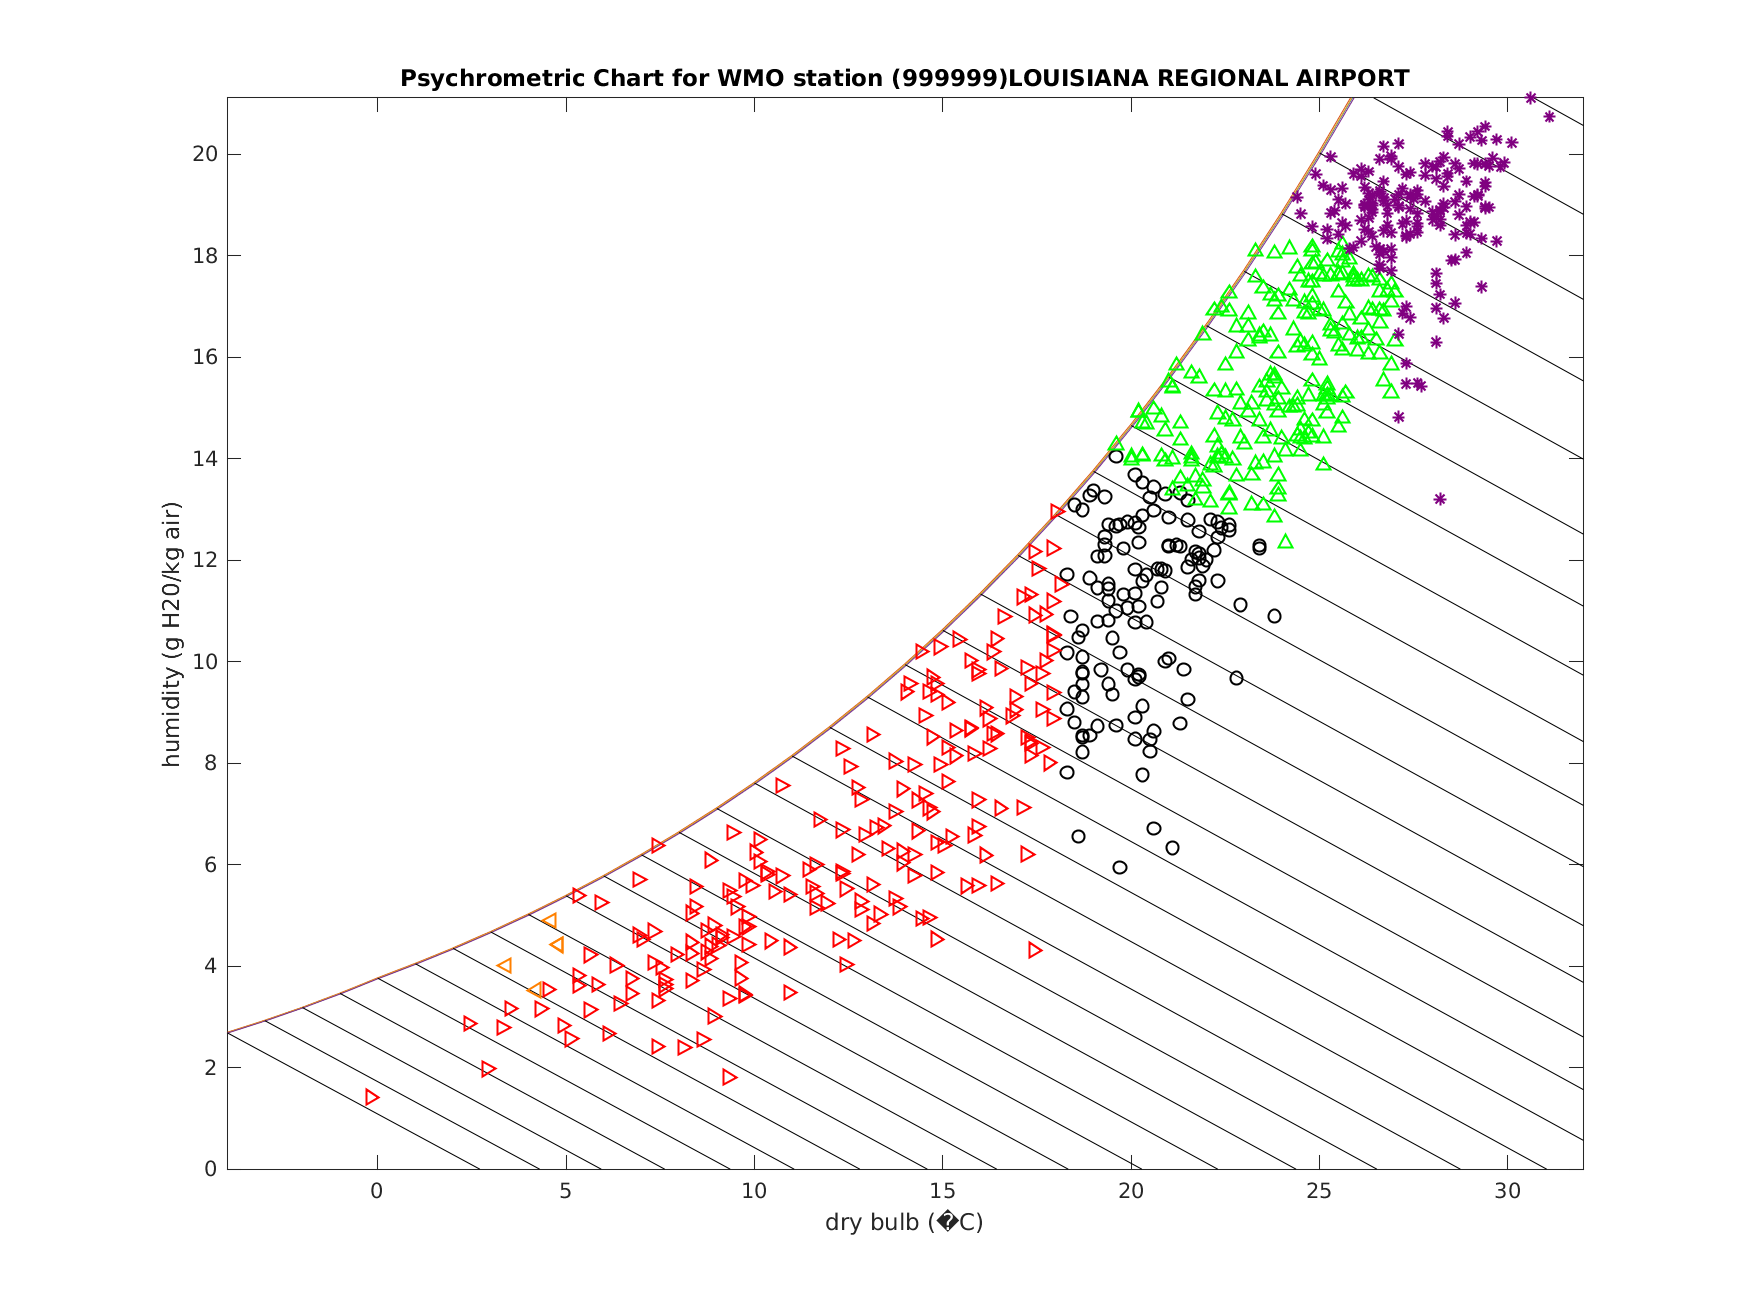 Psychrometric Chart for WMO station (999999)LOUISIANA REGIONAL AIRPORT
20
18
16
14
12
10
8
6
4
2
0
humidity (g H20/kg air)
0 5 10 15 20 25 30
dry bulb (�C)